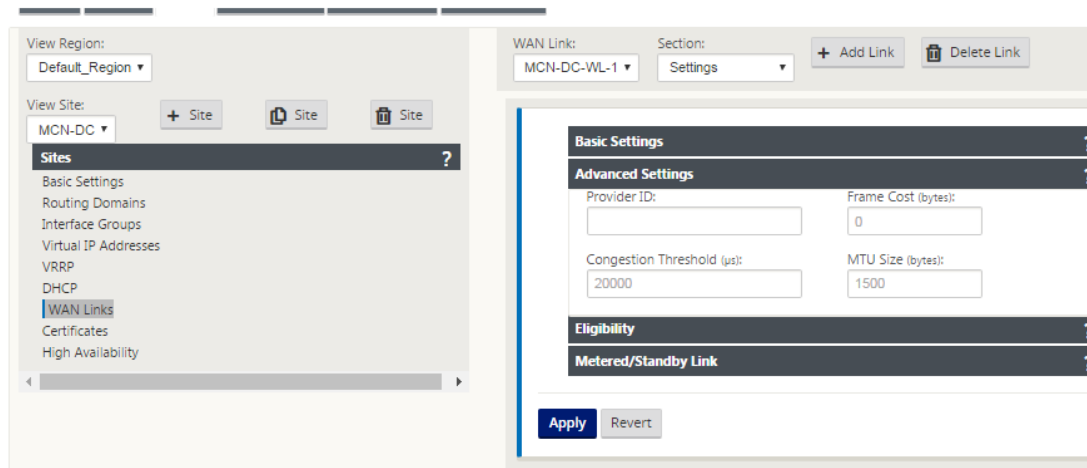 View Region:
Default_Region
View Site:
MCN-DC
+ Site
Site
Site
Sites ?
Basic Settings
Routing Domains
Interface Groups
Virtual IP Addresses
VRRP
DHCP
WAN Links
Certificates
High Availability
WAN Link: Section:
MCN-DC-WL-1 Settings + Add Link Delete Link
Basic Settings ?
Advanced Settings ?
Provider ID: Frame Cost (bytes):
0
Congestion Threshold (µs): MTU Size (bytes):
20000 1500
Eligibility ?
Metered/Standby Link ?
Apply Revert